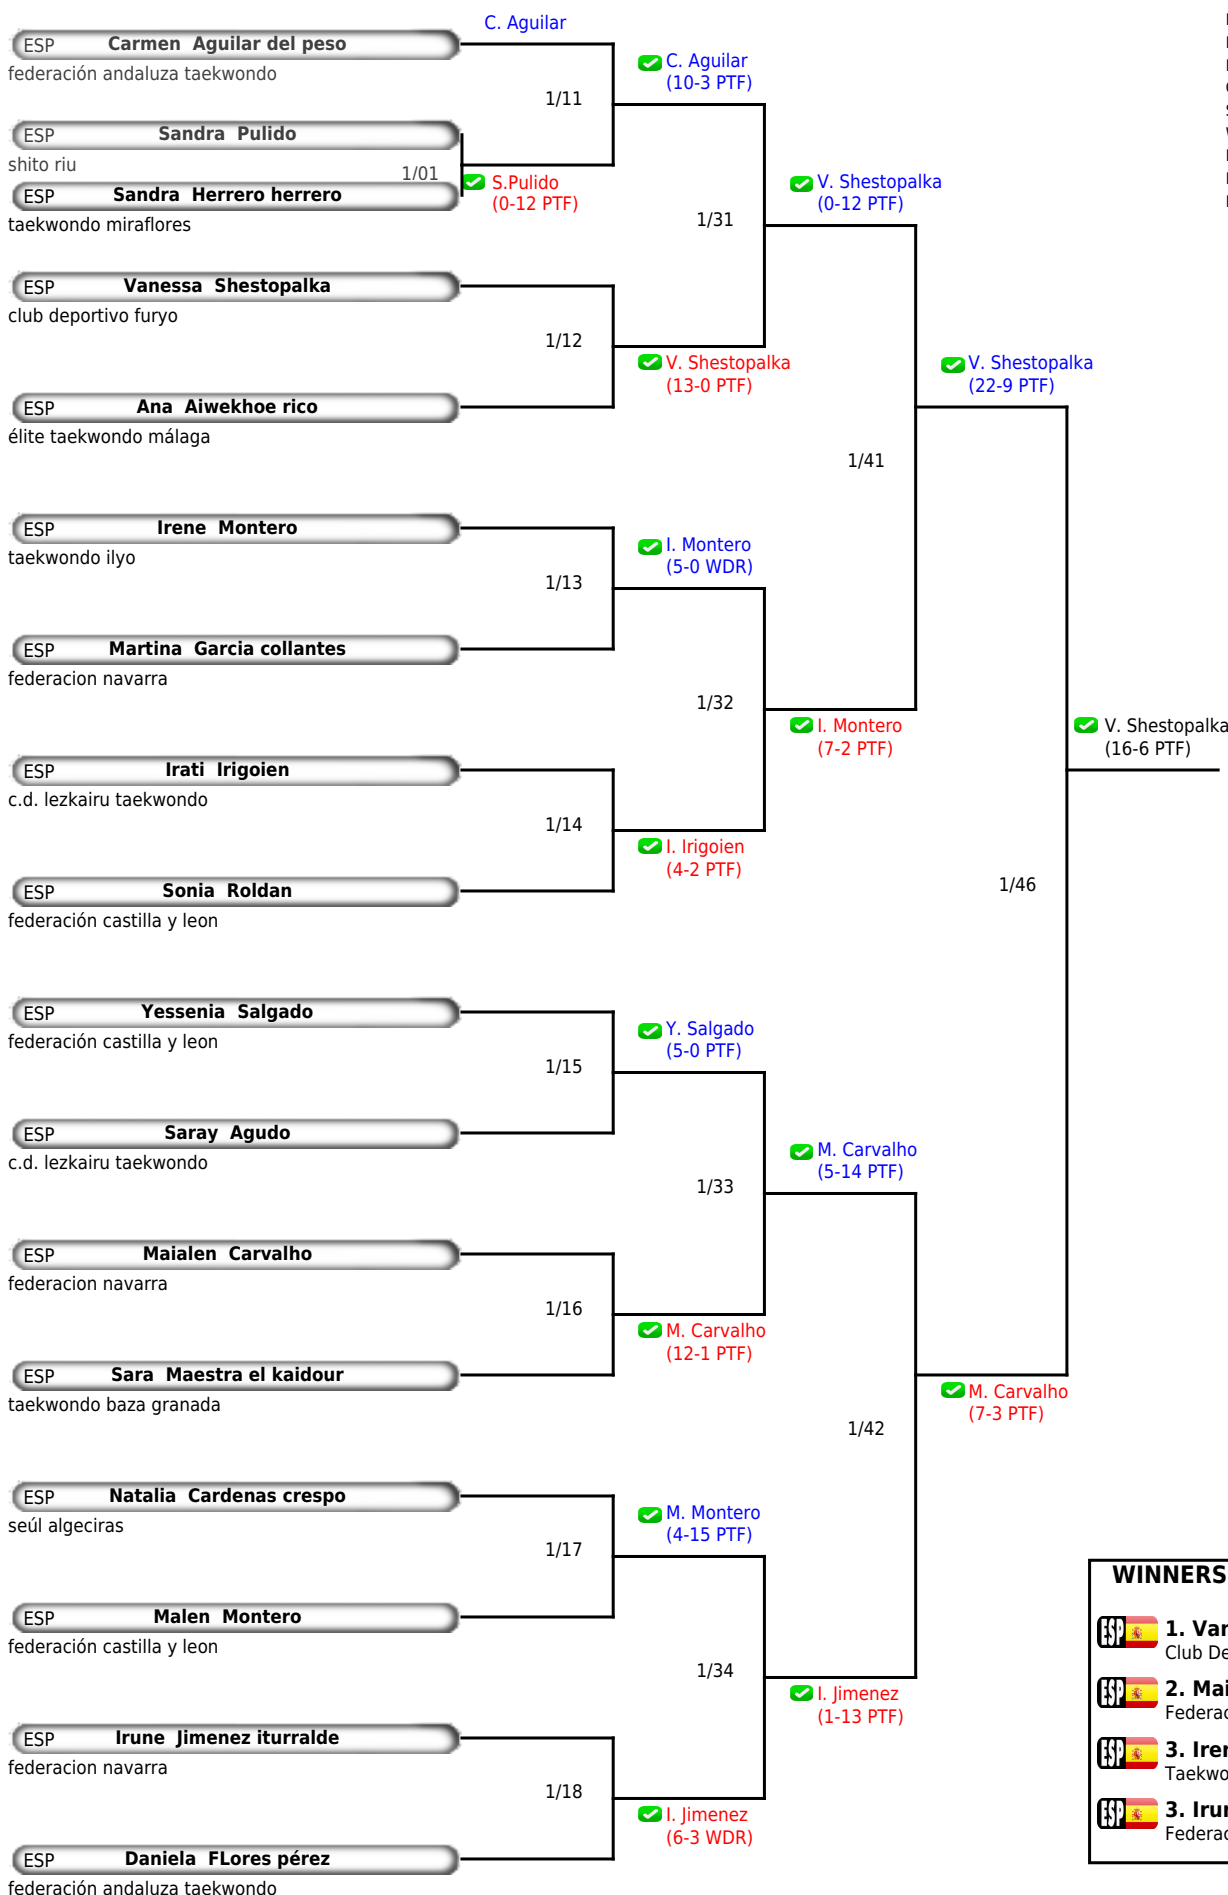 C. Aguilar
ESP Carmen Aguilar del peso
federación andaluza taekwondo
C. Aguilar
(10-3 PTF)
1/11
ESP Sandra Pulido
shito riu
1/01
S.Pulido
(0-12 PTF)
ESP Sandra Herrero herrero
taekwondo miraflores
V. Shestopalka
(0-12 PTF)
1/31
ESP Vanessa Shestopalka
club deportivo furyo
1/12
V. Shestopalka
(13-0 PTF)
V. Shestopalka
(22-9 PTF)
ESP Ana Aiwekhoe rico
élite taekwondo málaga
1/41
ESP Irene Montero
taekwondo ilyo
I. Montero
(5-0 WDR)
1/13
ESP Martina Garcia collantes
federacion navarra
1/32
I. Montero
(7-2 PTF)
V. Shestopalka
(16-6 PTF)
ESP Irati Irigoien
c.d. lezkairu taekwondo
1/14
I. Irigoien
(4-2 PTF)
ESP Sonia Roldan
federación castilla y leon
1/46
ESP Yessenia Salgado
federación castilla y leon
Y. Salgado
(5-0 PTF)
1/15
ESP Saray Agudo
c.d. lezkairu taekwondo
M. Carvalho
(5-14 PTF)
1/33
ESP Maialen Carvalho
federacion navarra
1/16
M. Carvalho
(12-1 PTF)
ESP Sara Maestra el kaidour
taekwondo baza granada
M. Carvalho
(7-3 PTF)
1/42
ESP Natalia Cardenas crespo
seúl algeciras
M. Montero
(4-15 PTF)
1/17
ESP Malen Montero
federación castilla y leon
1/34
I. Jimenez
(1-13 PTF)
ESP Irune Jimenez iturralde
federacion navarra
1/18
I. Jimenez
(6-3 WDR)
ESP Daniela FLores pérez
federación andaluza taekwondo
WINNERS
ESP 1.
Club
ESP 2.
ESP 3.
ESP 3.